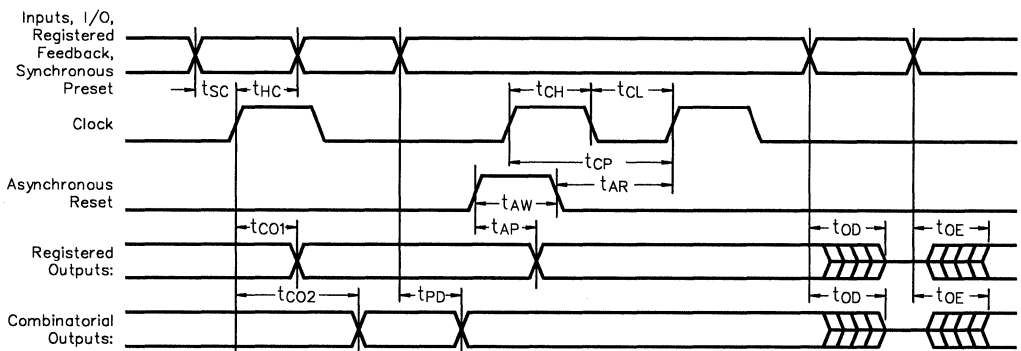 Inputs, I/O,
Registered
Feedback,
Synchronous
Preset
tSC
tHC
tCH
tCL
Clock
tCP
tAR
Asynchronous
Reset
tAW
tCO1
tAP
tOD
tOE
Registered
Outputs:
tCO2
tPD
tOD
tOE
Combinatorial
Outputs: